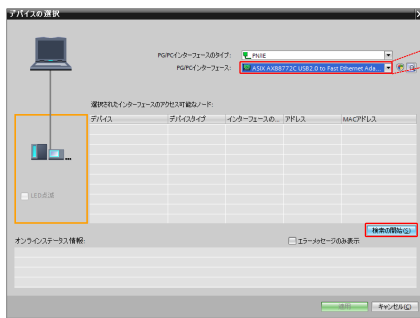 デバイスの選択
PG/PCインターフェースのタイプ: PN/IE
PG/PCインターフェース: ASIX AX88772C USB2.0 to Fast Ethernet Ada...
選択されたインターフェースのアクセス可能なノード:
デバイス デバイスタイプ インターフェースの... アドレス MACアドレス
LED点滅
検索の開始(S)
オンラインステータス情報: エラーメッセージのみ表示
適用 キャンセル(C)